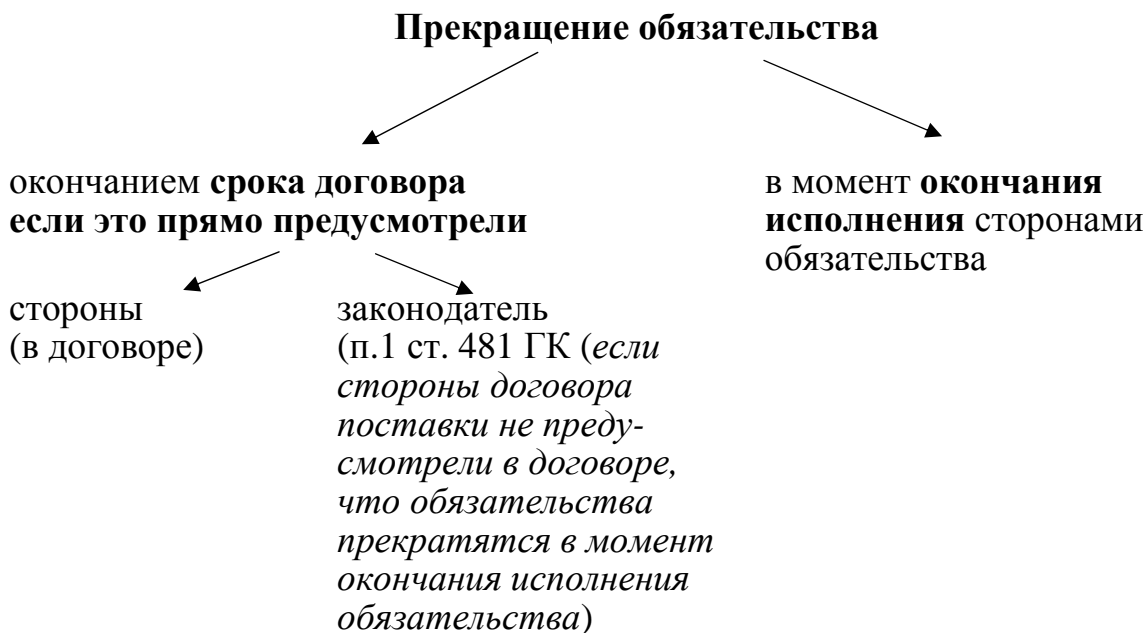 Прекращение обязательства
окончанием срока договора
если это прямо предусмотрели
в момент окончания
исполнения сторонами
обязательства
стороны
(в договоре)
законодатель
(п.1 ст. 481 ГК (если
стороны договора
поставки не преду-
смотрели в договоре,
что обязательства
прекратятся в момент
окончания исполнения
обязательства)